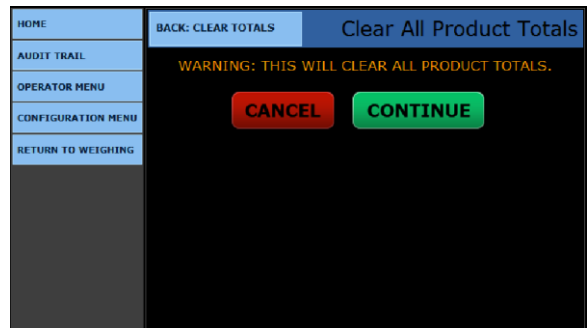 HOME
AUDIT TRAIL
OPERATOR MENU
CONFIGURATION MENU
RETURN TO WEIGHING
BACK: CLEAR TOTALS
Clear All Product Totals
WARNING: THIS WILL CLEAR ALL PRODUCT TOTALS.
CANCEL
CONTINUE